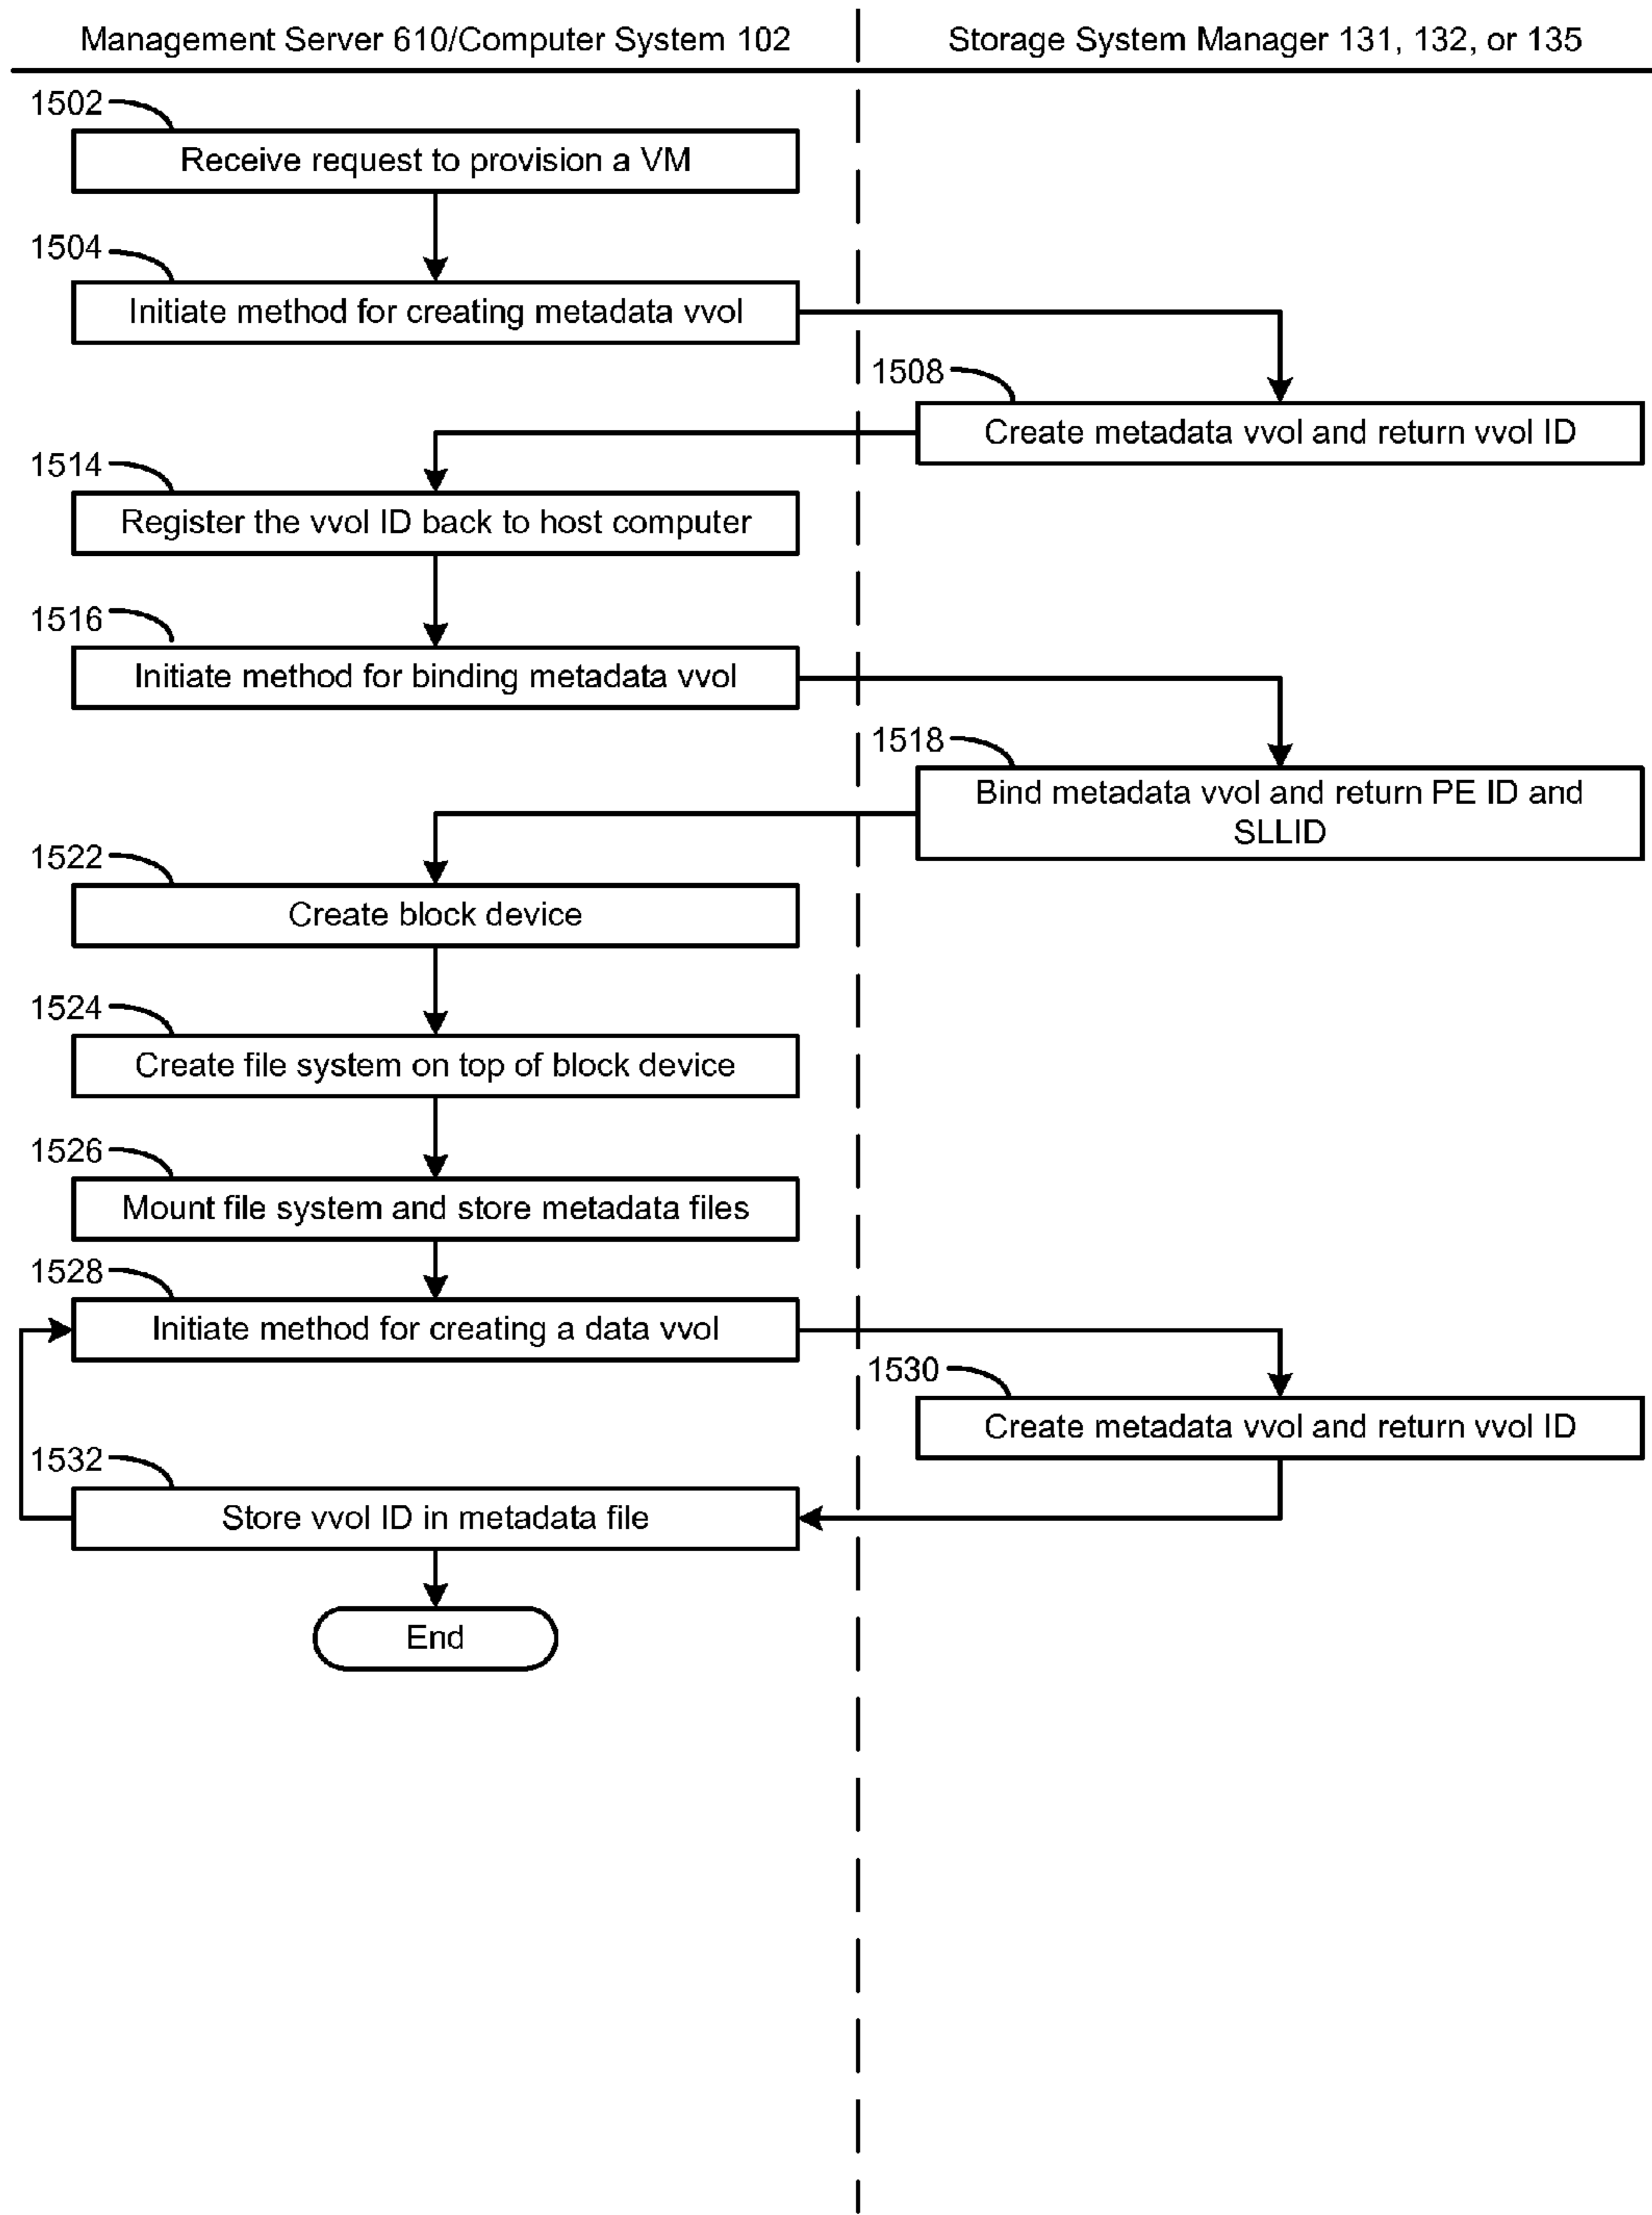 Management Server 610/Computer System 102
Storage System Manager 131, 132, or 135
1502
Receive request to provision a VM
1504
Initiate method for creating metadata vvol
1508
Create metadata vvol and return vvol ID
1514
Register the vvol ID back to host computer
1516
Initiate method for binding metadata vvol
1518
Bind metadata vvol and return PE ID and
SLLID
1522
Create block device
1524
Create file system on top of block device
1526
Mount file system and store metadata files
1528
Initiate method for creating a data vvol
1530
Create metadata vvol and return vvol ID
1532
Store vvol ID in metadata file
End